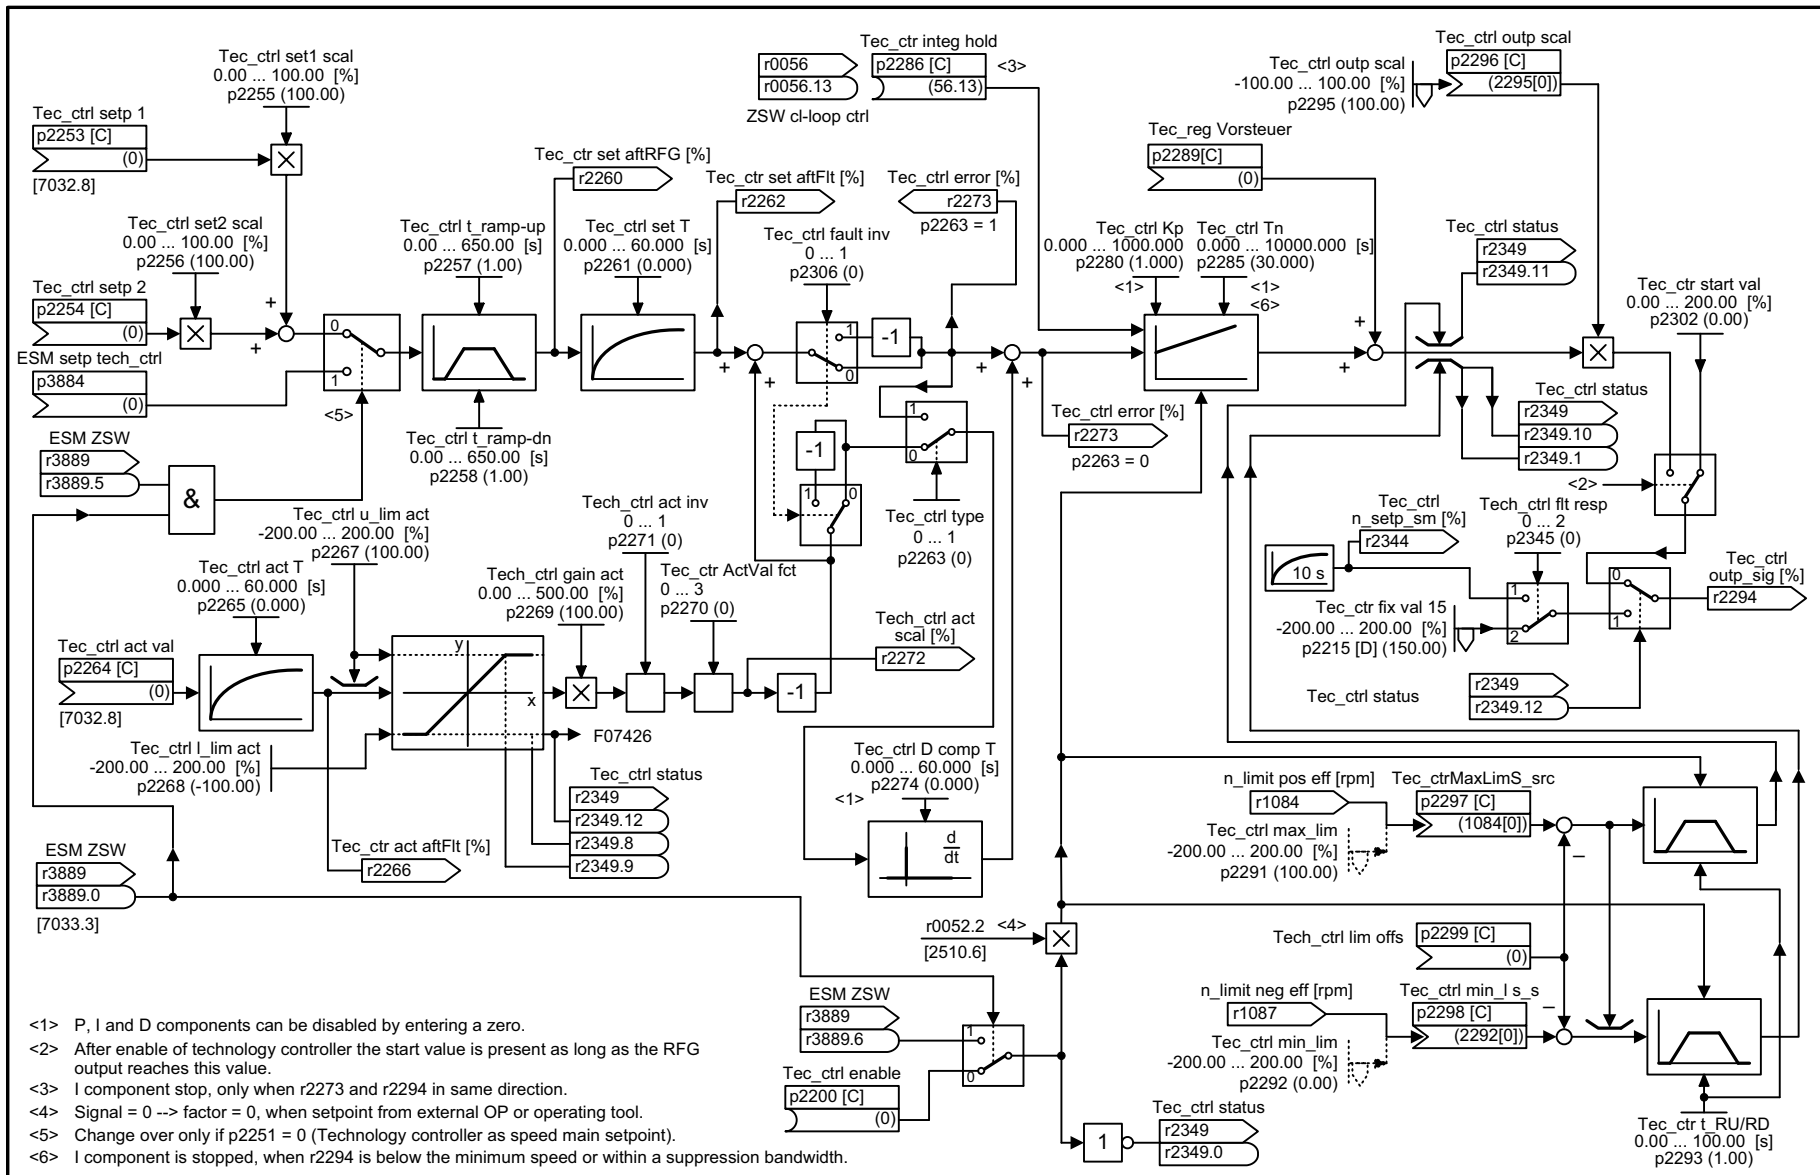 Tec_ctrl set1 scal
0.00 ... 100.00 [%]
p2255 (100.00)
Tec_ctrl setp 1
p2253 [C]
(0)
[7032.8]
Tec_ctrl set2 scal
0.00 ... 100.00 [%]
p2256 (100.00)
Tec_ctrl setp 2
p2254 [C]
(0)
+
+
ESM setp tech_ctrl
p3884
(0)
0
1
<5>
ESM ZSW
r3889
r3889.5
&
Tec_ctrl t_ramp-up
0.00 ... 650.00 [s]
p2257 (1.00)
Tec_ctrl t_ramp-dn
0.00 ... 650.00 [s]
p2258 (1.00)
Tec_ctr set aftRFG [%]
r2260
Tec_ctrl set T
0.000 ... 60.000 [s]
p2261 (0.000)
Tec_ctr set aftFlt [%]
r2262
+
+
Tec_ctrl fault inv
0 ... 1
p2306 (0)
1
0
-1
Tec_ctrl error [%]
r2273
p2263 = 1
r0056
r0056.13
ZSW cl-loop ctrl
Tec_ctr integ hold
p2286 [C]
(56.13)
<3>
+
+
-1
1
0
1
0
Tec_ctrl type
0 ... 1
p2263 (0)
Tec_ctrl Kp
0.000 ... 1000.000
p2280 (1.000)
<1>
Tec_ctrl Tn
0.000 ... 10000.000 [s]
p2285 (30.000)
<1>
<6>
Tec_ctrl error [%]
r2273
p2263 = 0
Tec_reg Vorsteuer
p2289[C]
(0)
+
+
Tec_ctrl outp scal
-100.00 ... 100.00 [%]
p2295 (100.00)
Tec_ctrl outp scal
p2296 [C]
(2295[0])
Tec_ctrl status
r2349
r2349.11
Tec_ctrl status
r2349
r2349.10
r2349.1
Tec_ctr start val
0.00 ... 200.00 [%]
p2302 (0.00)
<2>
Tec_ctrl
n_setp_sm [%]
r2344
10 s
Tech_ctrl flt resp
0 ... 2
p2345 (0)
1
2
Tec_ctr fix val 15
-200.00 ... 200.00 [%]
p2215 [D] (150.00)
0
1
Tec_ctrl
outp_sig [%]
r2294
Tec_ctrl status
r2349
r2349.12
Tec_ctrl u_lim act
-200.00 ... 200.00 [%]
p2267 (100.00)
Tec_ctrl act T
0.000 ... 60.000 [s]
p2265 (0.000)
Tec_ctrl act val
p2264 [C]
(0)
[7032.8]
Tec_ctrl l_lim act
-200.00 ... 200.00 [%]
p2268 (-100.00)
y
x
Tech_ctrl gain act
0.00 ... 500.00 [%]
p2269 (100.00)
Tech_ctrl act inv
0 ... 1
p2271 (0)
Tec_ctr ActVal fct
0 ... 3
p2270 (0)
Tech_ctrl act
scal [%]
r2272
-1
F07426
Tec_ctrl status
r2349
r2349.12
r2349.8
r2349.9
Tec_ctr act aftFlt [%]
r2266
Tec_ctrl D comp T
0.000 ... 60.000 [s]
p2274 (0.000)
<1>
d
dt
ESM ZSW
r3889
r3889.0
[7033.3]
r0052.2 <4>
[2510.6]
n_limit pos eff [rpm]
r1084
Tec_ctrl max_lim
-200.00 ... 200.00 [%]
p2291 (100.00)
Tec_ctrMaxLimS_src
p2297 [C]
(1084[0])
–
Tech_ctrl lim offs
p2299 [C]
(0)
–
n_limit neg eff [rpm]
r1087
Tec_ctrl min_lim
-200.00 ... 200.00 [%]
p2292 (0.00)
Tec_ctrl min_l s_s
p2298 [C]
(2292[0])
Tec_ctr t_RU/RD
0.00 ... 100.00 [s]
p2293 (1.00)
ESM ZSW
r3889
r3889.6
Tec_ctrl enable
p2200 [C]
(0)
1
0
1
Tec_ctrl status
r2349
r2349.0
<1> P, I and D components can be disabled by entering a zero.
<2> After enable of technology controller the start value is present as long as the RFG
output reaches this value.
<3> I component stop, only when r2273 and r2294 in same direction.
<4> Signal = 0 --> factor = 0, when setpoint from external OP or operating tool.
<5> Change over only if p2251 = 0 (Technology controller as speed main setpoint).
<6> I component is stopped, when r2294 is below the minimum speed or within a suppression bandwidth.